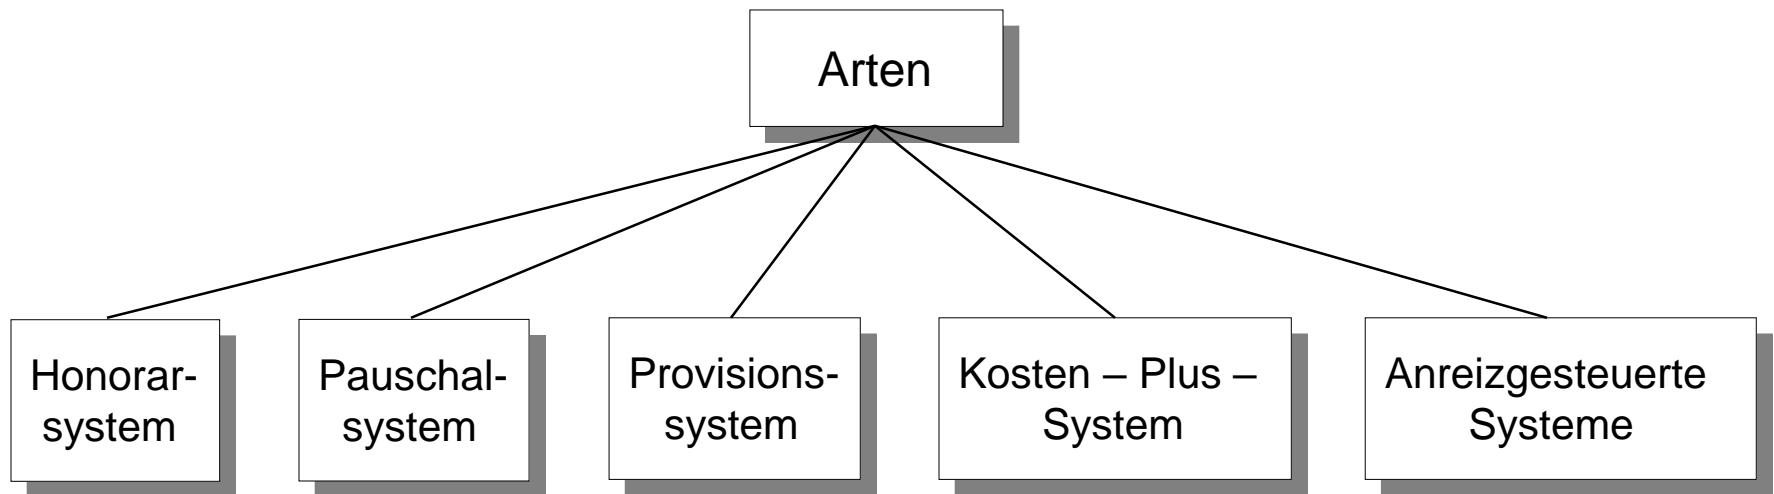 Arten
Honorar-
system
Pauschal-
system
Provisions-
system
Kosten – Plus –
System
Anreizgesteuerte
Systeme